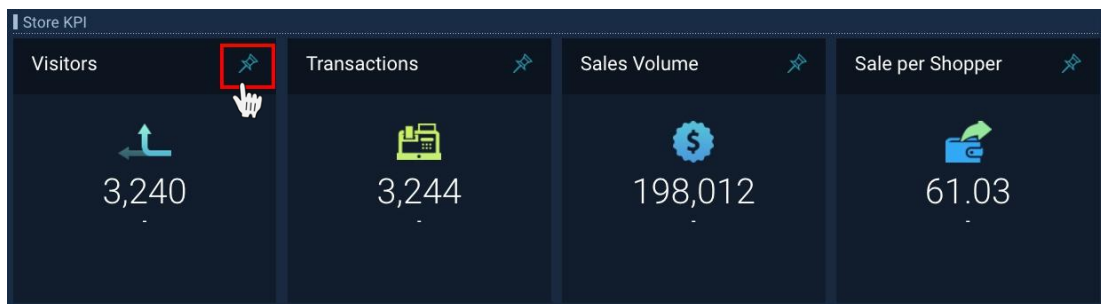 Store KPI
Visitors
Transactions
Sales Volume
Sale per Shopper
$
3,240
3,244
198,012
61.03
-
-
-
-